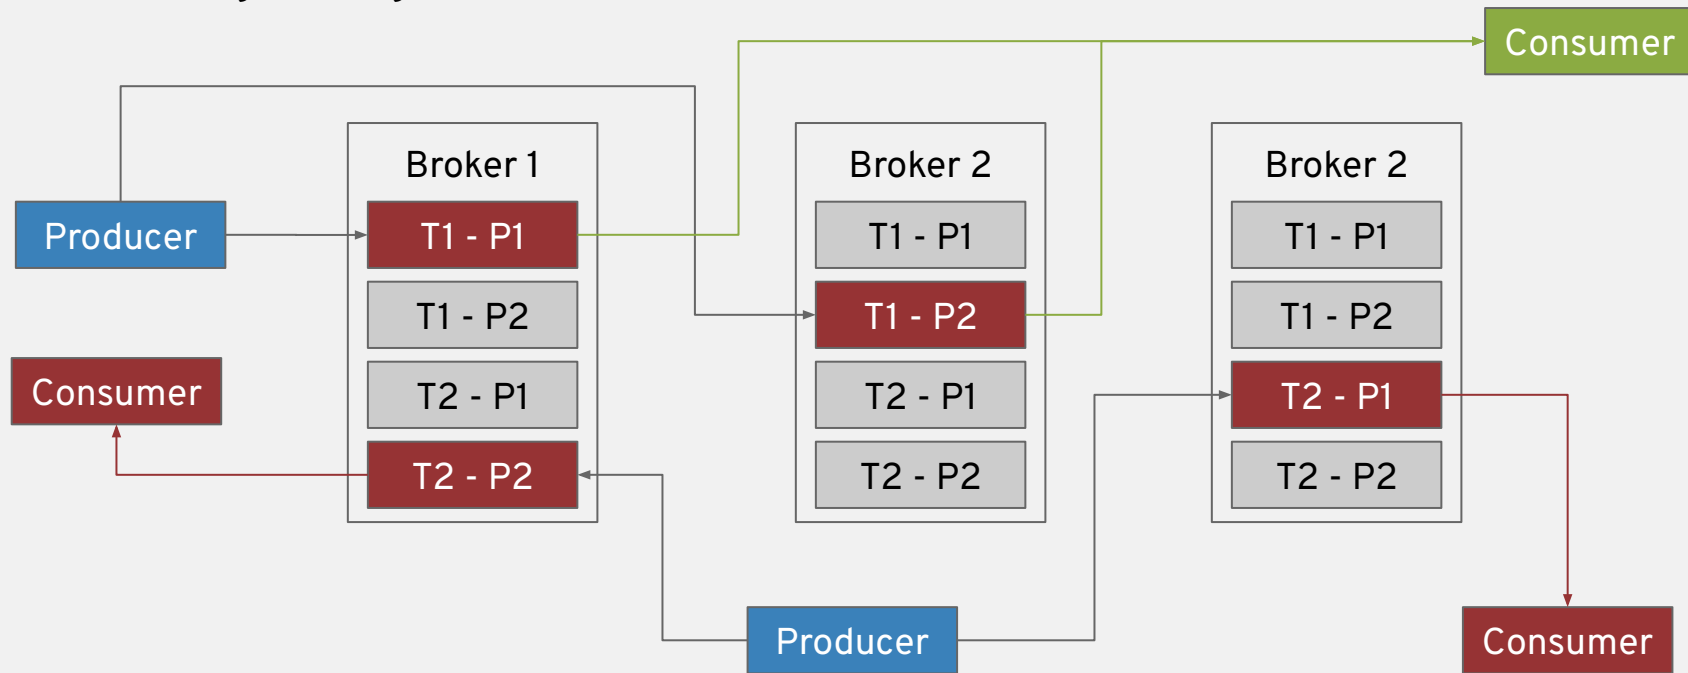 Consumer
Broker 1
Broker 2
Broker 2
Producer
T1 - P1
T1 - P1
T1 - P1
T1 - P2
T1 - P2
T1 - P2
Consumer
T2 - P1
T2 - P1
T2 - P1
T2 - P2
T2 - P2
T2 - P2
Producer
Consumer